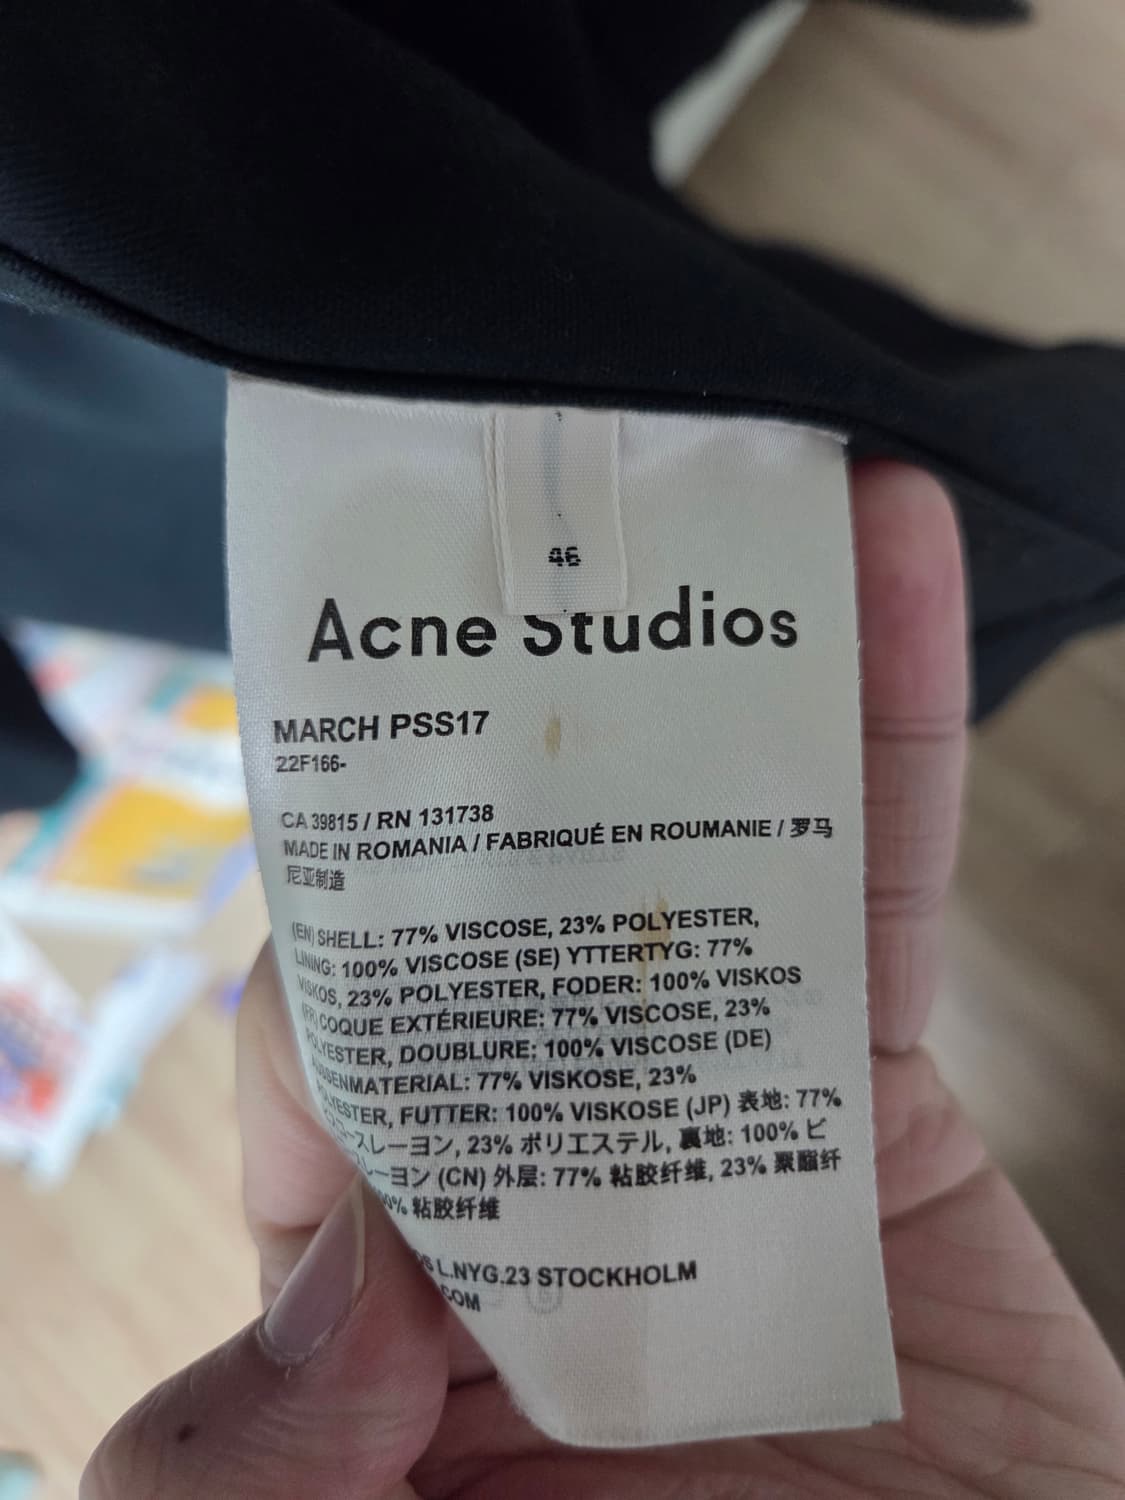 46
Acne Studios
MARCH PSS17
22F166-
CA 39815 / RN 131738
MADE IN ROMANIA / FABRIQUÉ EN ROUMANIE / 罗马
尼亚制造
(EN) SHELL: 77% VISCOSE, 23% POLYESTER,
LINING: 100% VISCOSE (SE) YTTERTYG: 77%
VISKOS, 23% POLYESTER, FODER: 100% VISKOS
(FR) COQUE EXTÉRIEURE: 77% VISCOSE, 23%
POLYESTER, DOUBLURE: 100% VISCOSE (DE)
AUSSENMATERIAL: 77% VISKOSE, 23%
POLYESTER, FUTTER: 100% VISKOSE (JP) 表地: 77%
ビスコースレーヨン, 23% ポリエステル, 裏地: 100% ビ
レーヨン (CN) 外层: 77% 粘胶纤维, 23% 聚酯纤
粘胶纤维
L.NYG.23 STOCKHOLM
.COM